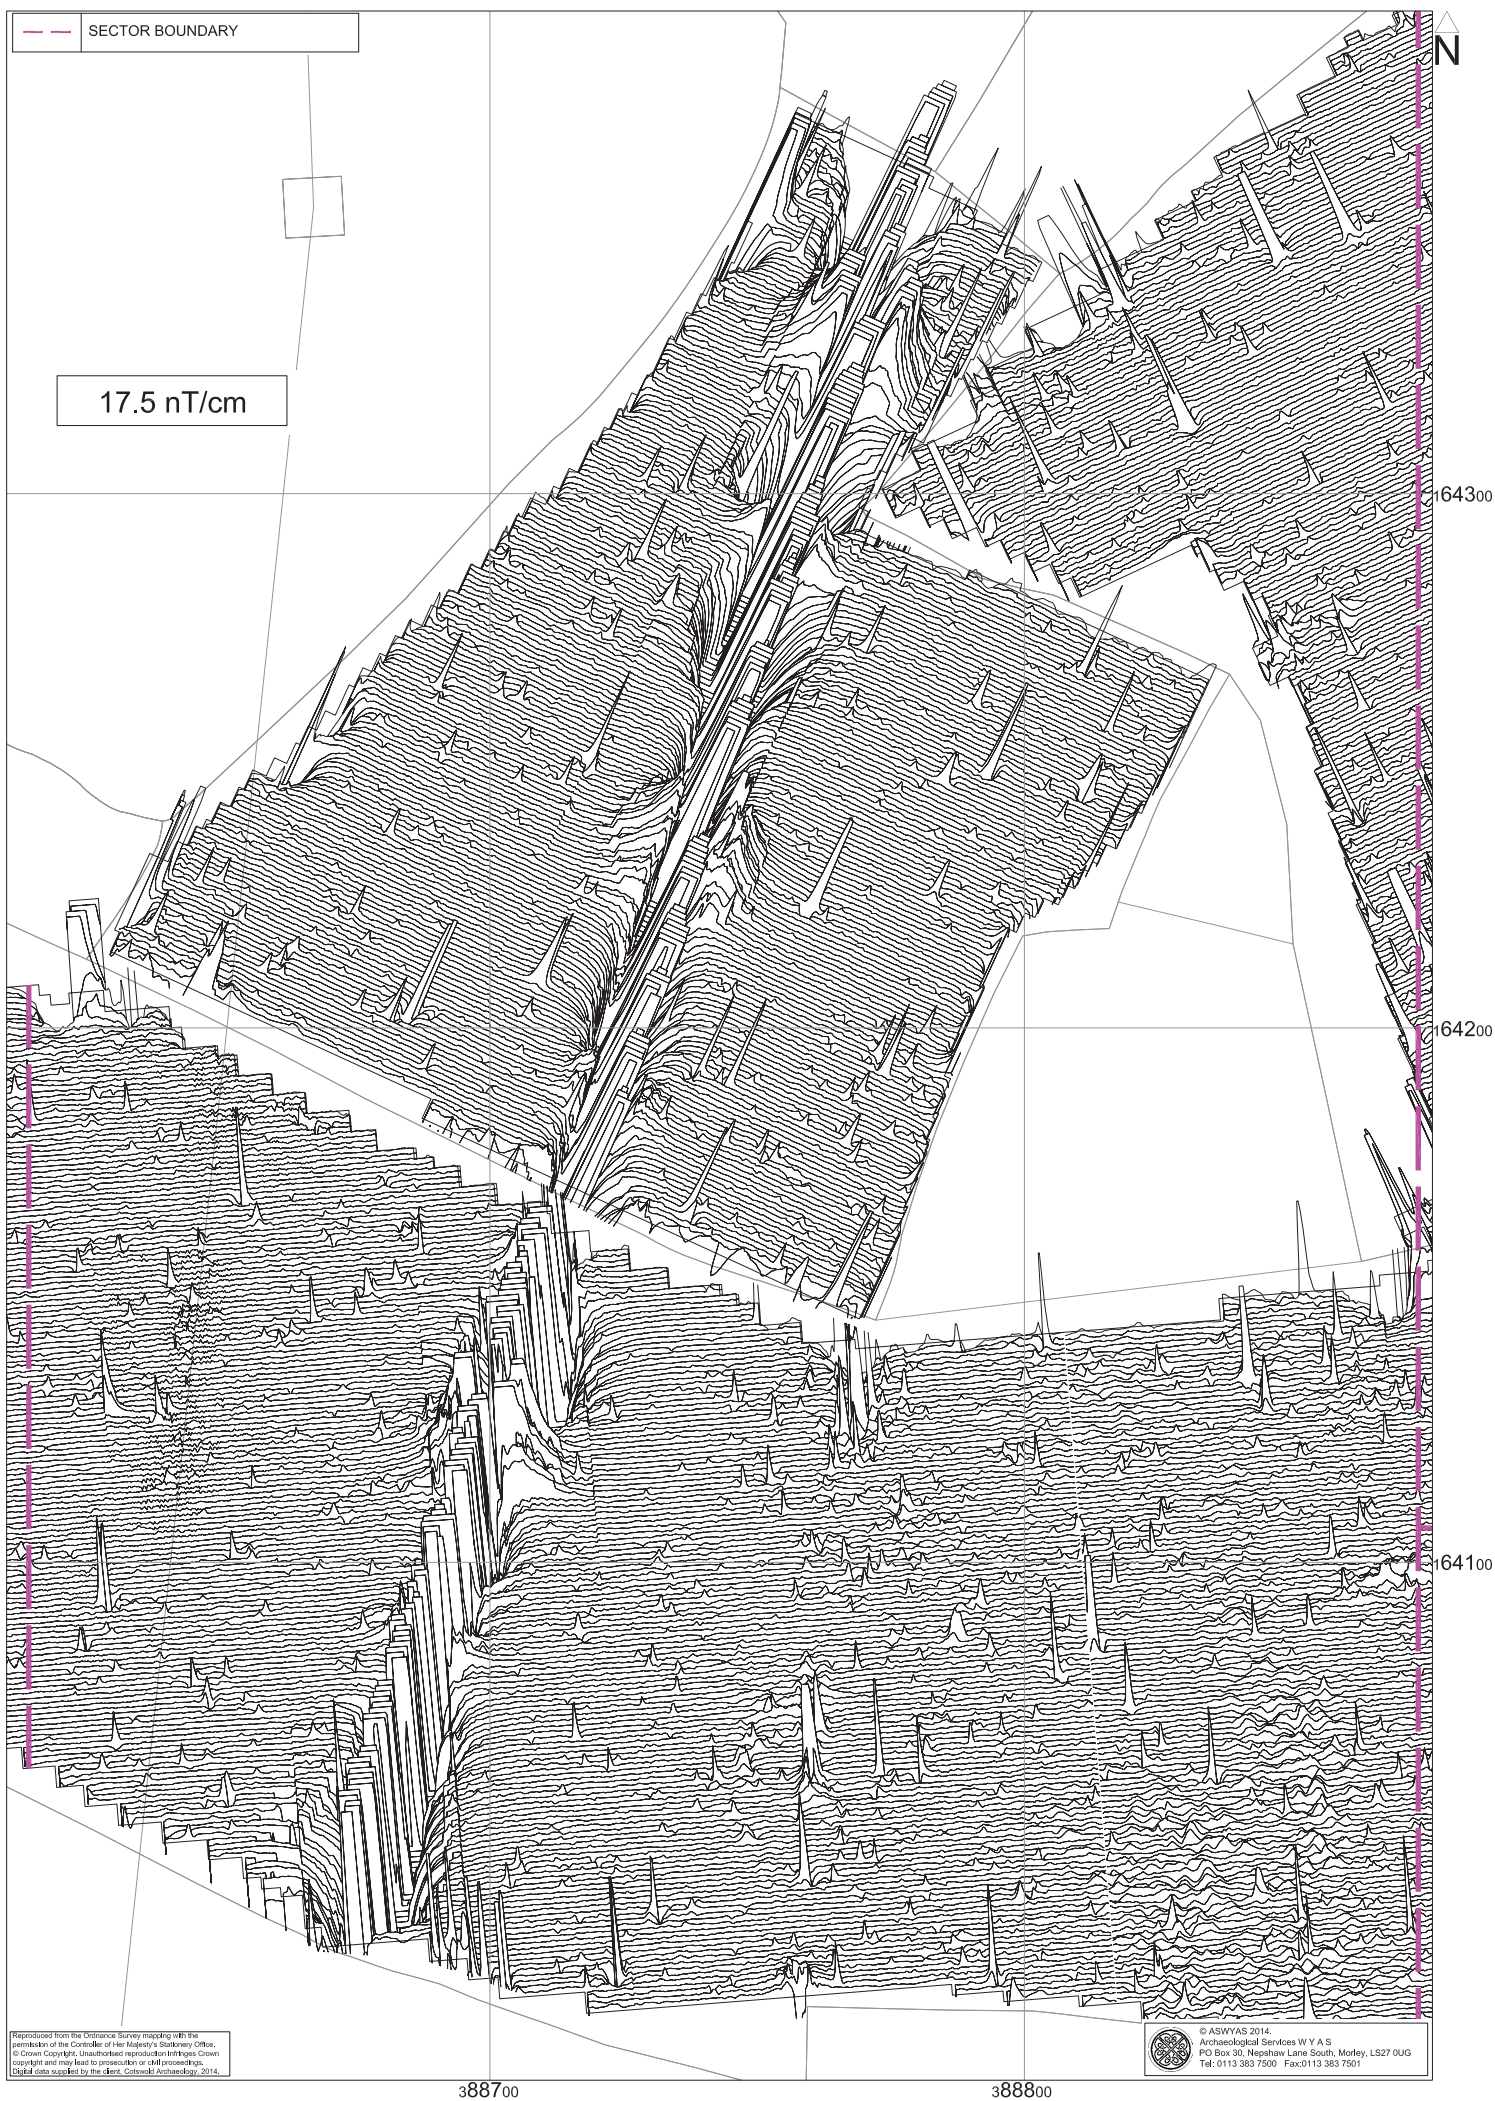 SECTOR BOUNDARY
N
17.5 nT/cm
164300
164200
164100
Reproduced from the Ordnance Survey mapping with the
permission of the Controller of Her Majesty's Stationery Office.
© Crown Copyright. Unauthorised reproduction infringes Crown
copyright and may lead to prosecution or civil proceedings.
Digital data supplied by the client, Cotswold Archaeology, 2014.
© ASWYAS 2014.
Archaeological Services W Y A S
PO Box 30, Nepshaw Lane South, Morley, LS27 0UG
Tel: 0113 383 7500 Fax:0113 383 7501
388700
388800